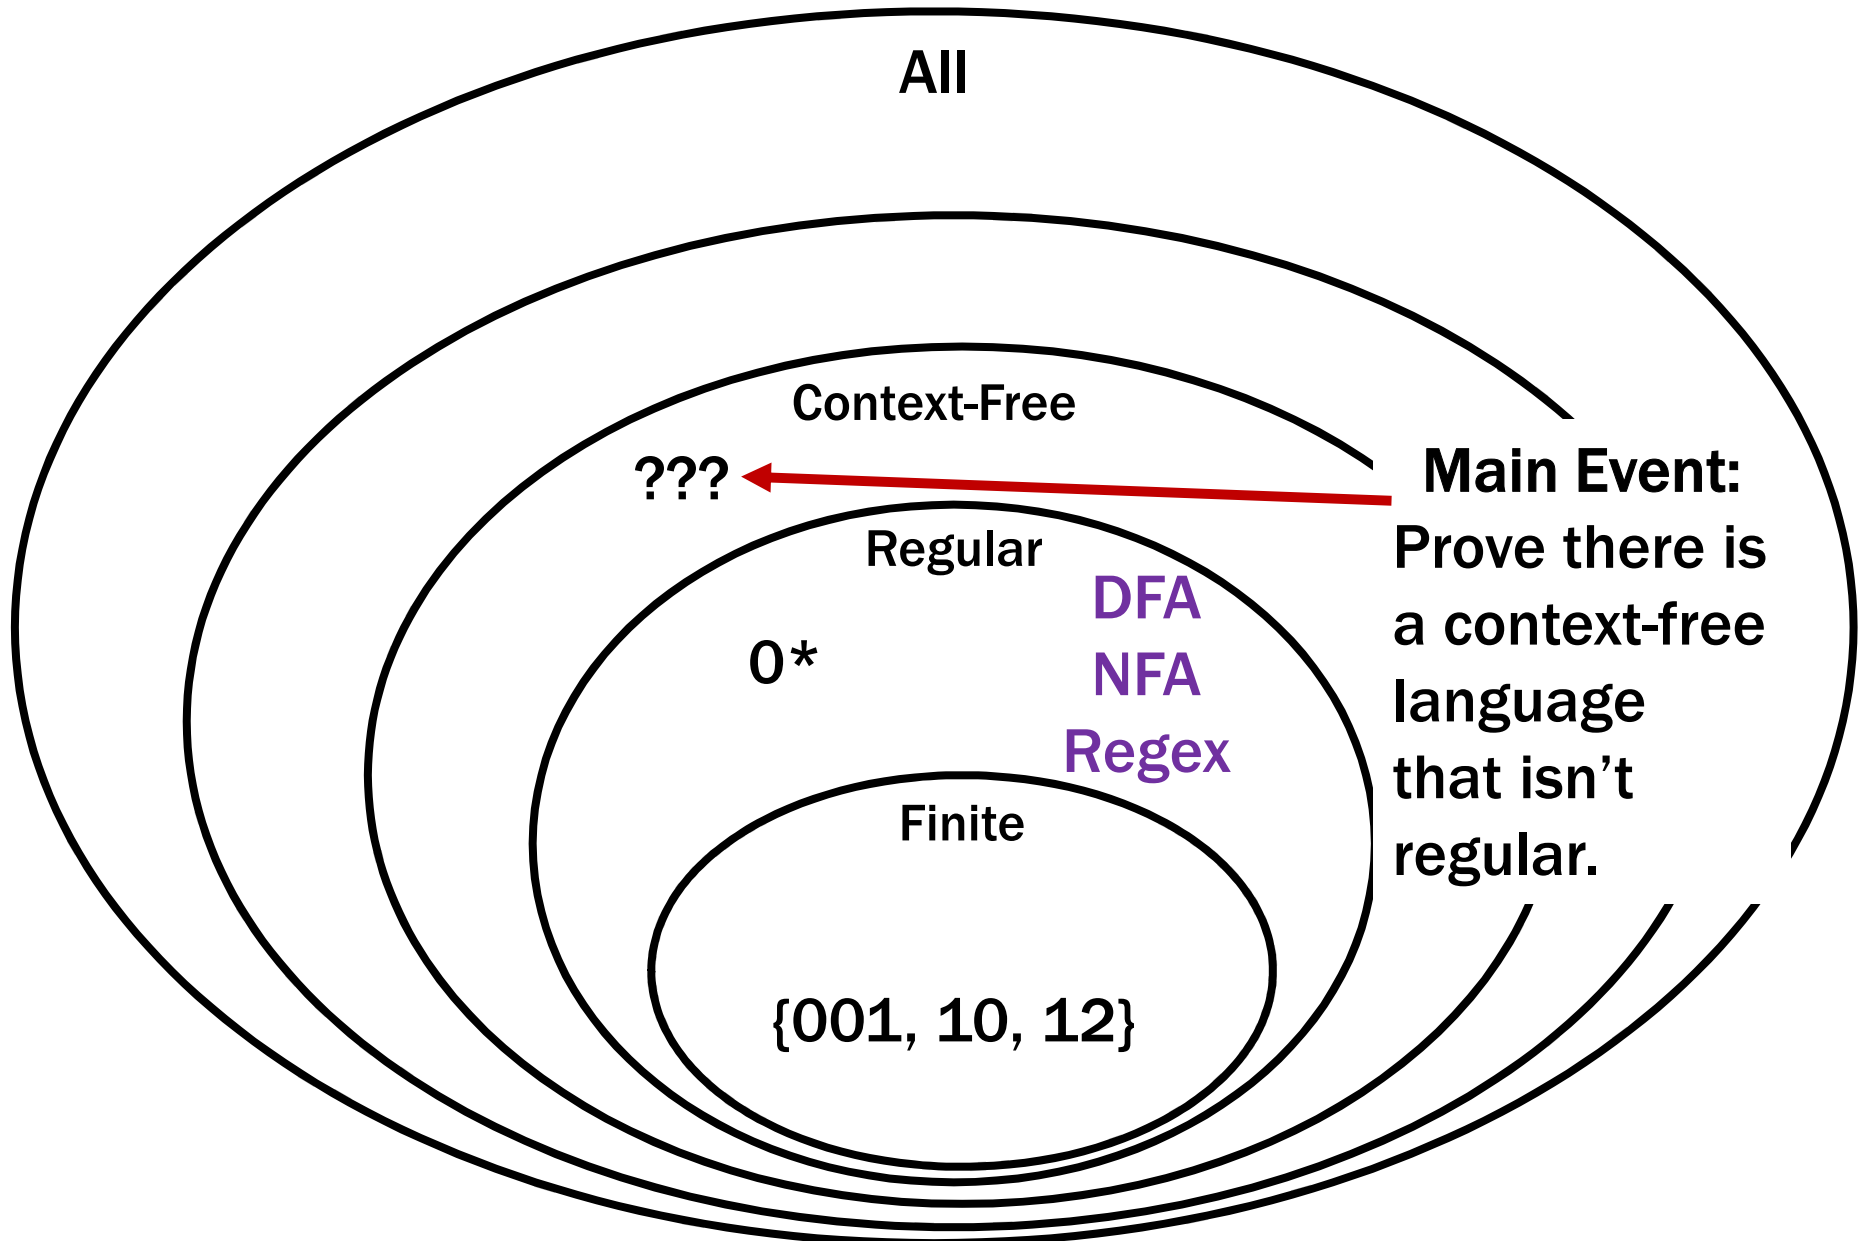 All
Context-Free
???
Main Event:
Prove there is
a context-free
language
that isn't
regular.
Regular
DFA
NFA
Regex
0*
Finite
{001, 10, 12}